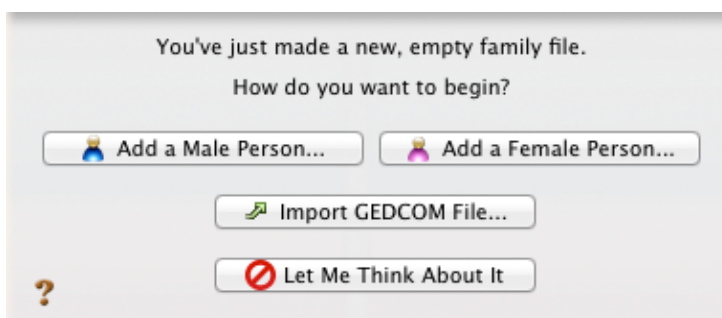 You've just made a new, empty family file.
How do you want to begin?
Add a Male Person...
Add a Female Person...
Import GEDCOM File...
Let Me Think About It
?